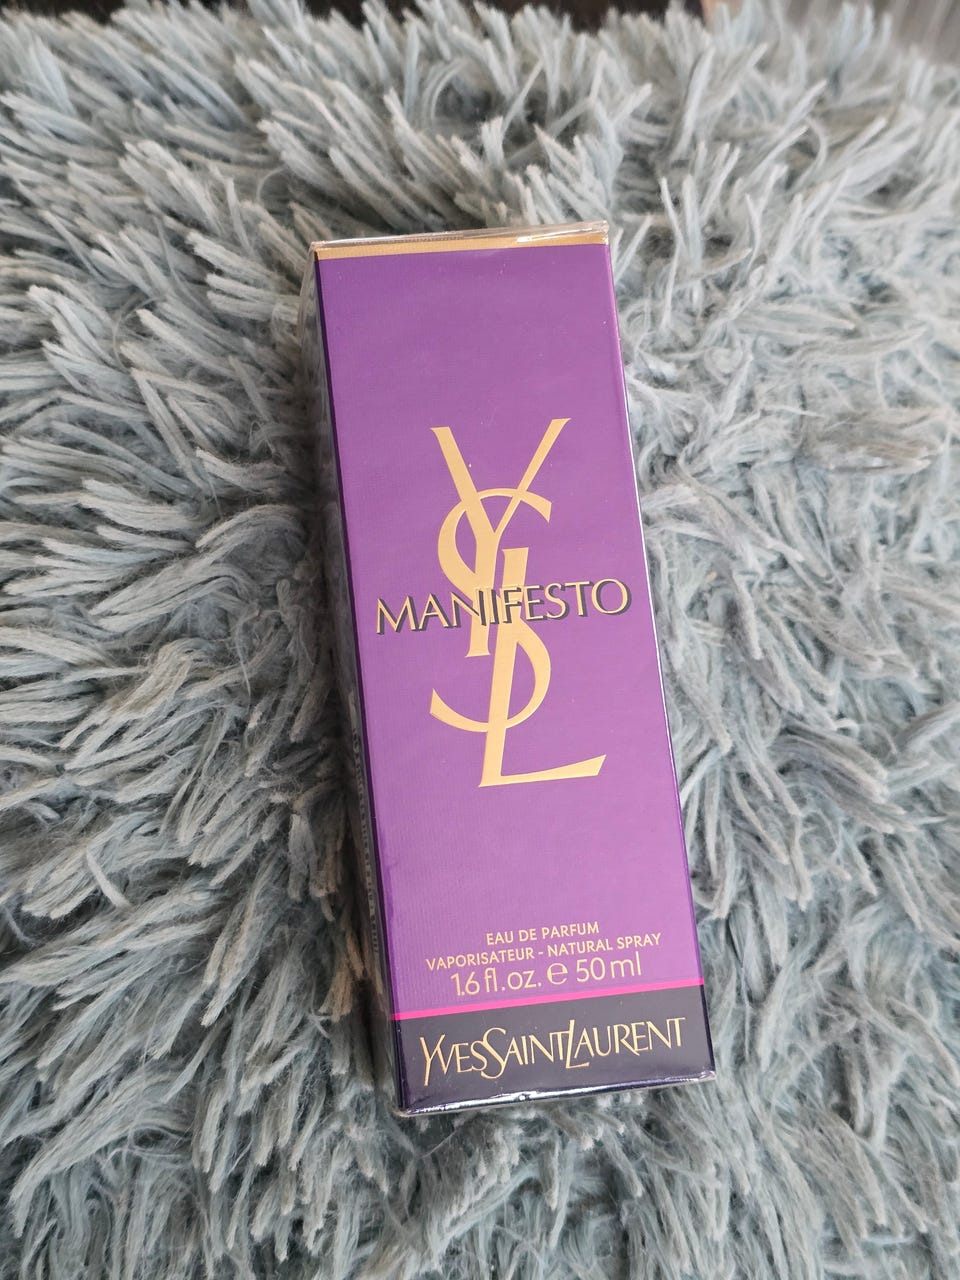 YSL
MANIFESTO
EAU DE PARFUM
VAPORISATEUR - NATURAL SPRAY
1.6 fl.oz. ℮ 50 ml
YVESSAINTLAURENT